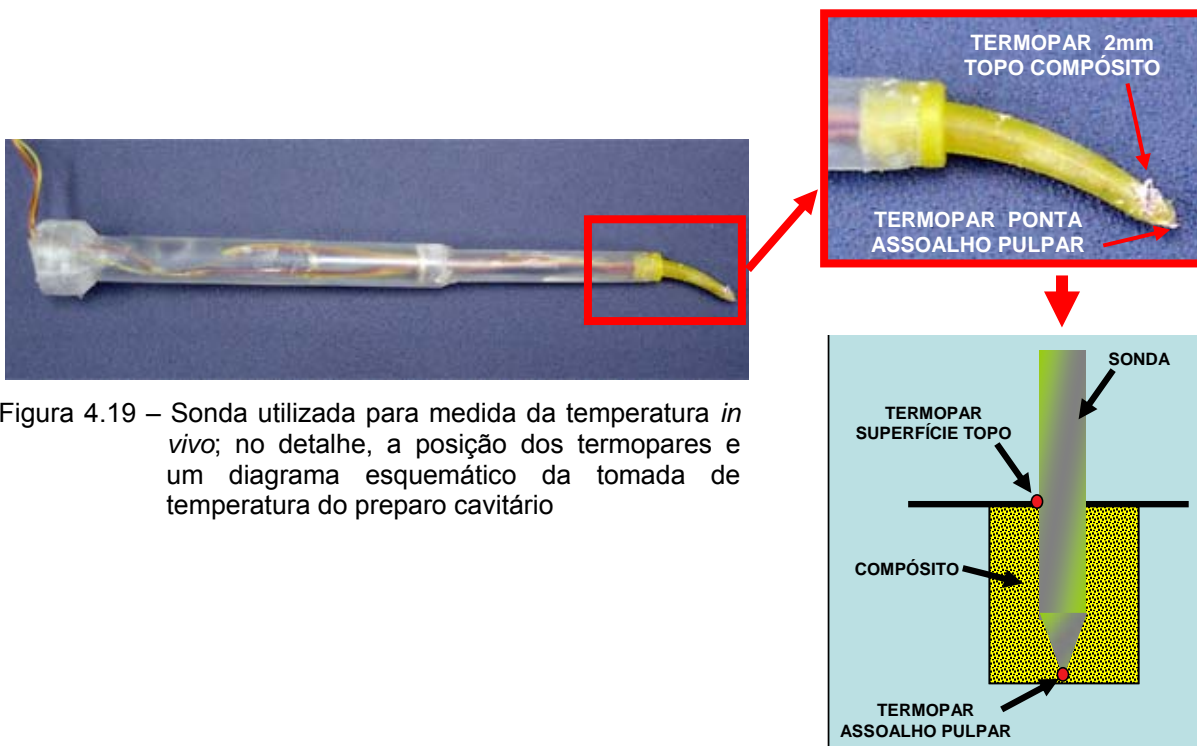 TERMOPAR 2mm
TOPO COMPÓSITO
TERMOPAR PONTA
ASSOALHO PULPAR
Figura 4.19 – Sonda utilizada para medida da temperatura in
vivo; no detalhe, a posição dos termopares e
um diagrama esquemático da tomada de
temperatura do preparo cavitário
SONDA
TERMOPAR
SUPERFÍCIE TOPO
COMPÓSITO
TERMOPAR
ASSOALHO PULPAR